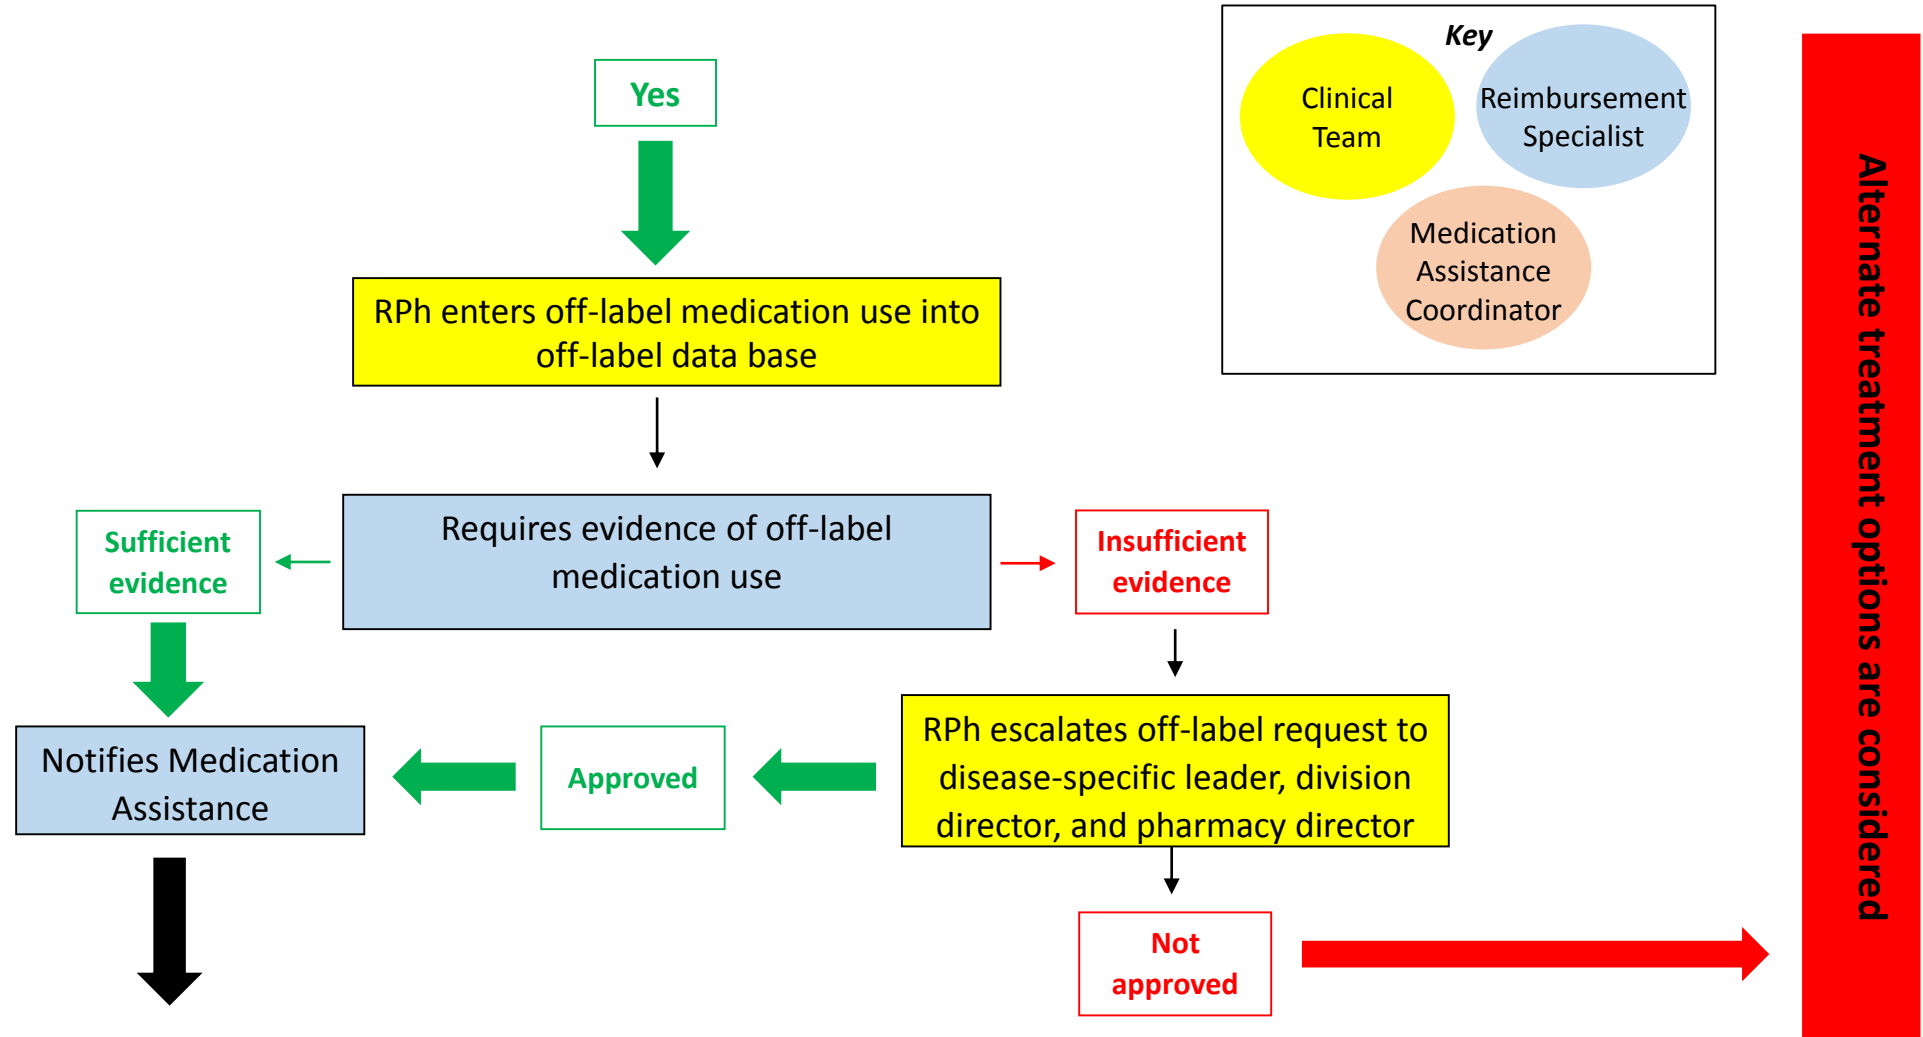 Key
Yes
Clinical
Team
Reimbursement
Specialist
Medication
Assistance
Coordinator
RPh enters off-label medication use into
off-label data base
Requires evidence of off-label
medication use
Sufficient
evidence
Insufficient
evidence
RPh escalates off-label request to
disease-specific leader, division
director, and pharmacy director
Approved
Notifies Medication
Assistance
Not
approved
Alternate treatment options are considered